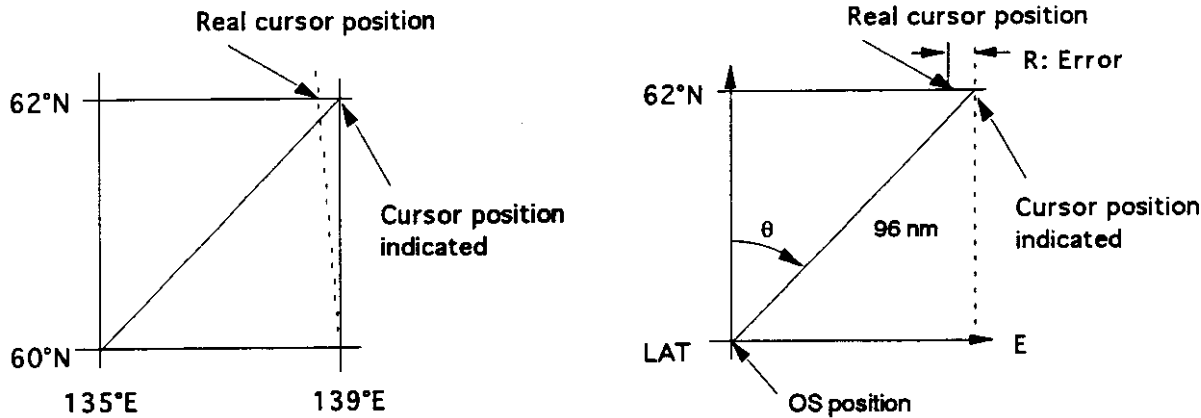 Real cursor position
62°N
Cursor position
indicated
60°N
135°E
139°E
Real cursor position
R: Error
62°N
θ
96 nm
Cursor position
indicated
LAT
E
OS position